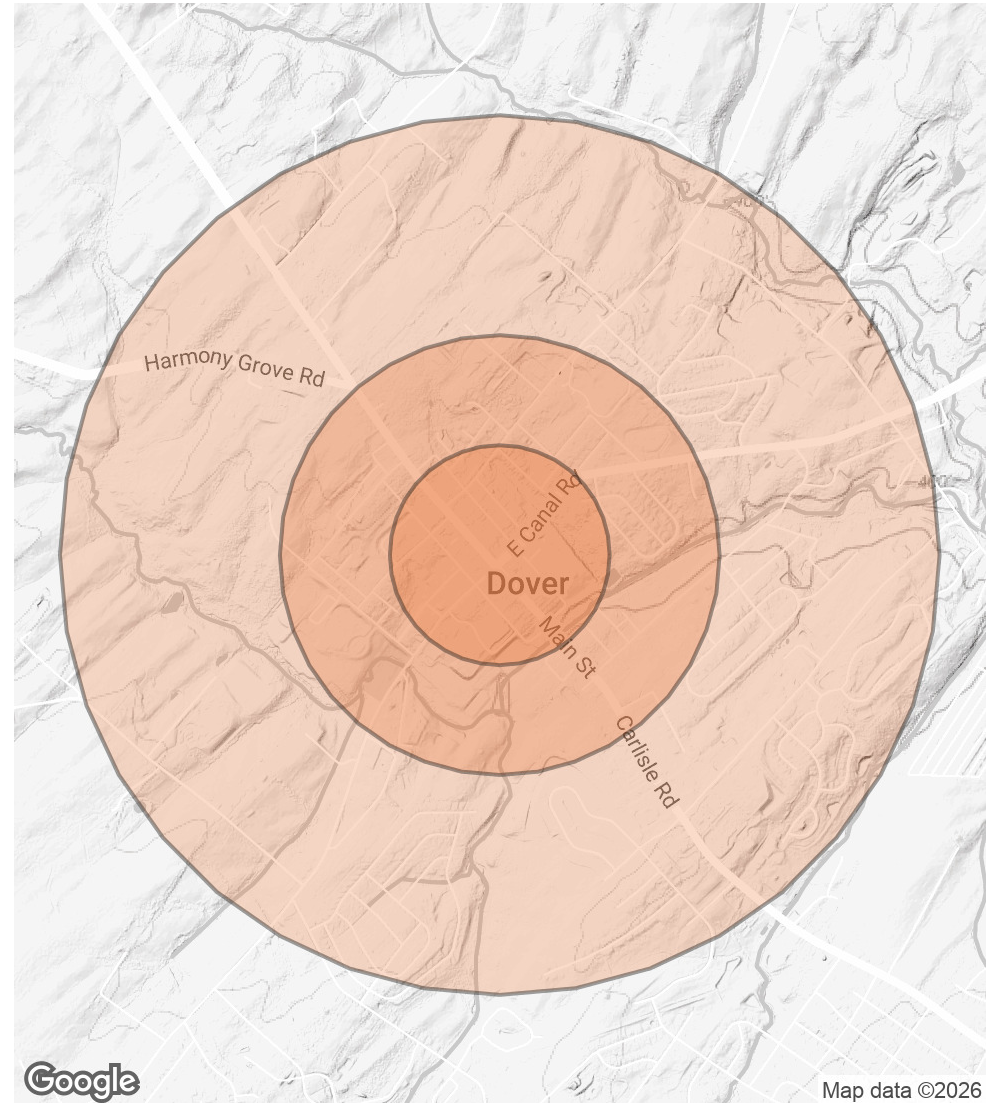 Harmony Grove Rd
E Canal Rd
Dover
Main St
Carlisle Rd
Google
Map data ©2026